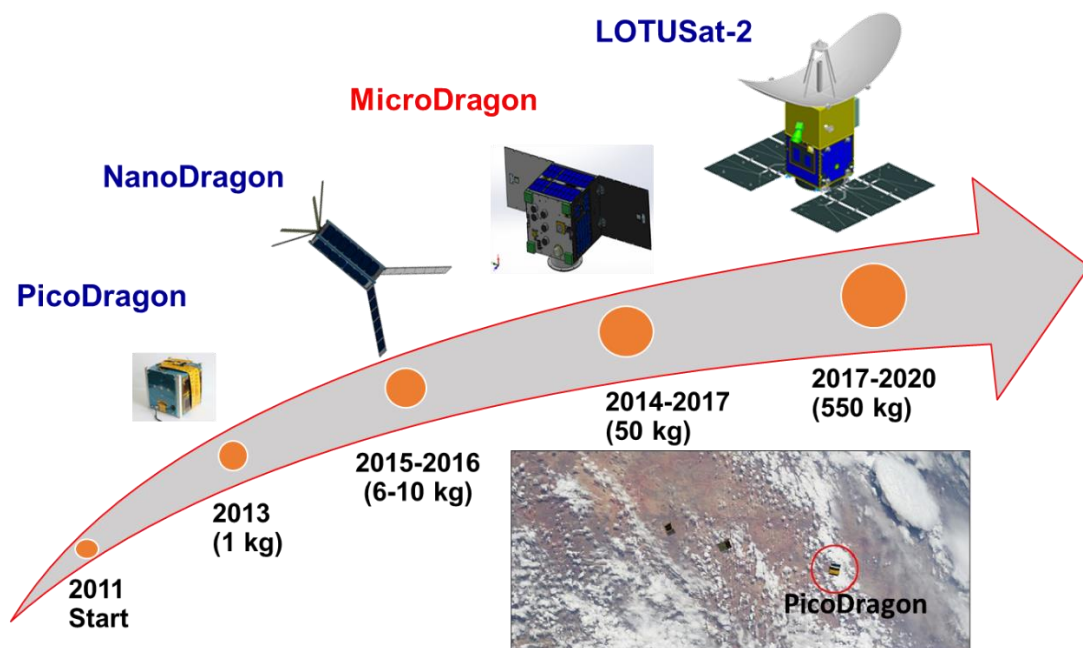 LOTUSat-2
MicroDragon
NanoDragon
PicoDragon
2017-2020
(550 kg)
2014-2017
(50 kg)
2015-2016
(6-10 kg)
2013
(1 kg)
2011
Start
PicoDragon